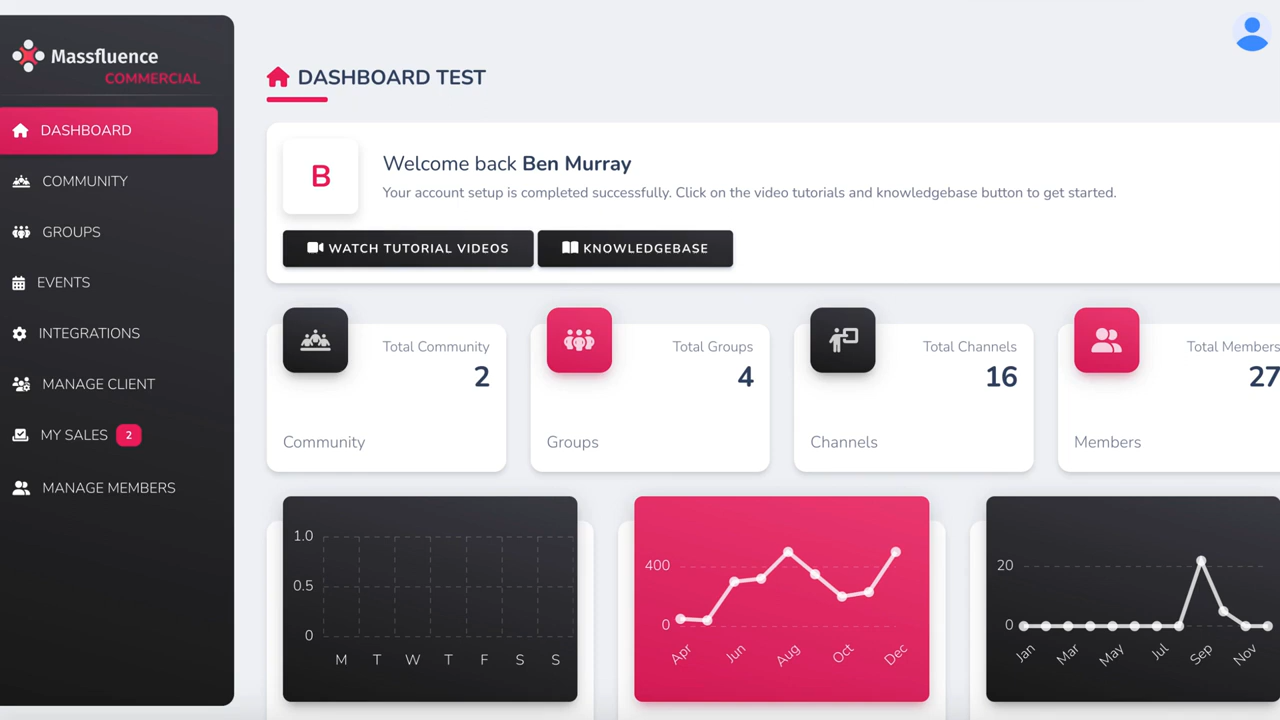 Massfluence
COMMERCIAL
DASHBOARD
COMMUNITY
GROUPS
EVENTS
INTEGRATIONS
MANAGE CLIENT
MY SALES 2
MANAGE MEMBERS
DASHBOARD TEST
B
Welcome back Ben Murray
Your account setup is completed successfully. Click on the video tutorials and knowledgebase button to get started.
WATCH TUTORIAL VIDEOS KNOWLEDGEBASE
Total Community
2
Community
Total Groups
4
Groups
Total Channels
16
Channels
Total Members
27
Members
1.0
0.5
0
M T W T F S S
400
0
Apr Jun Aug Oct Dec
20
0
Jan Mar May Jul Sep Nov